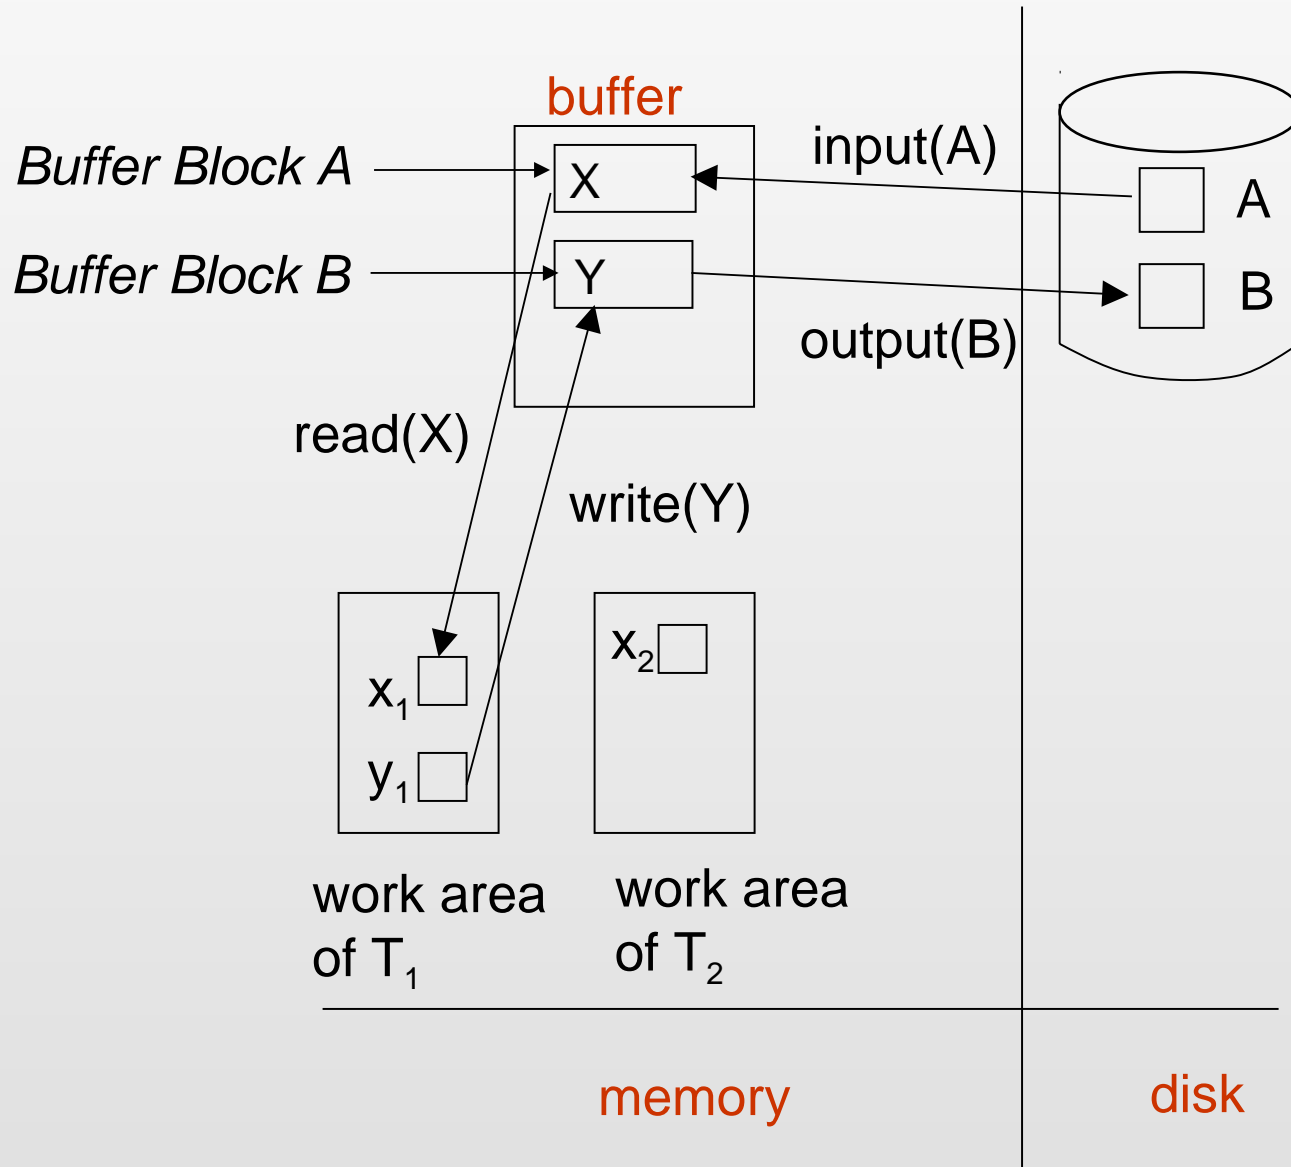 buffer
Buffer Block A
X
input(A)
A
Buffer Block B
Y
B
output(B)
read(X)
write(Y)
x₁
x₂
y₁
work area
of T₁
work area
of T₂
memory
disk